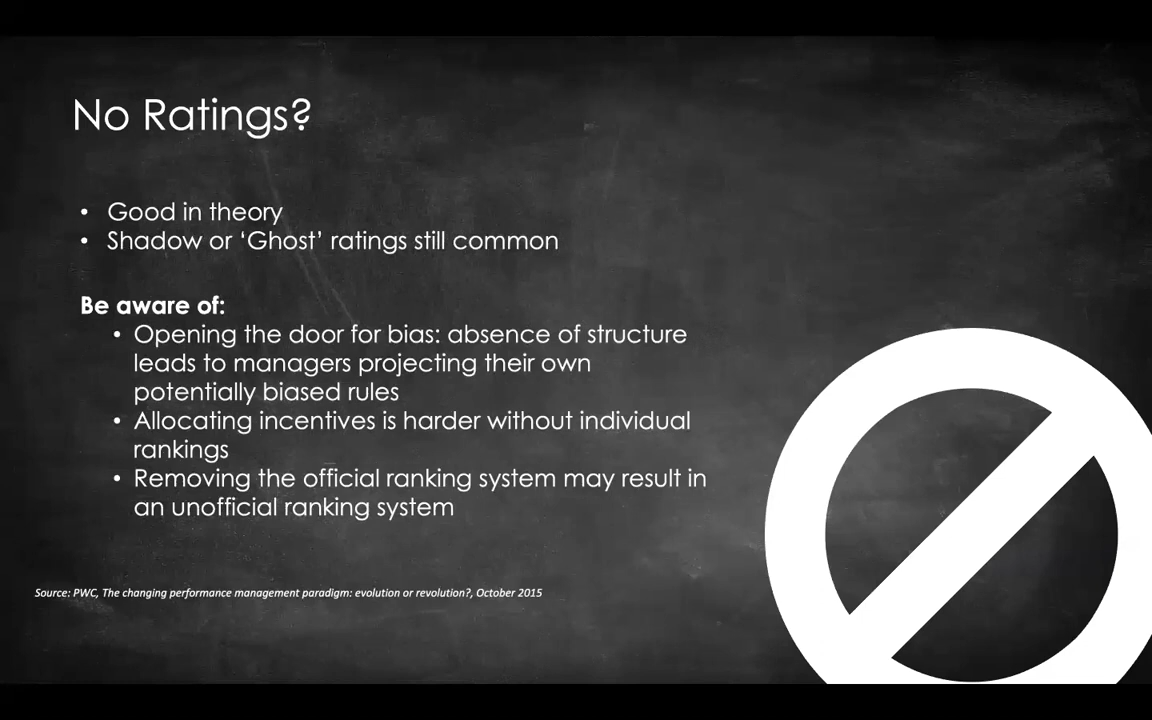 No Ratings?
• Good in theory
• Shadow or ‘Ghost’ ratings still common
Be aware of:
• Opening the door for bias: absence of structure
leads to managers projecting their own
potentially biased rules
• Allocating incentives is harder without individual
rankings
• Removing the official ranking system may result in
an unofficial ranking system
Source: PWC, The changing performance management paradigm: evolution or revolution?, October 2015